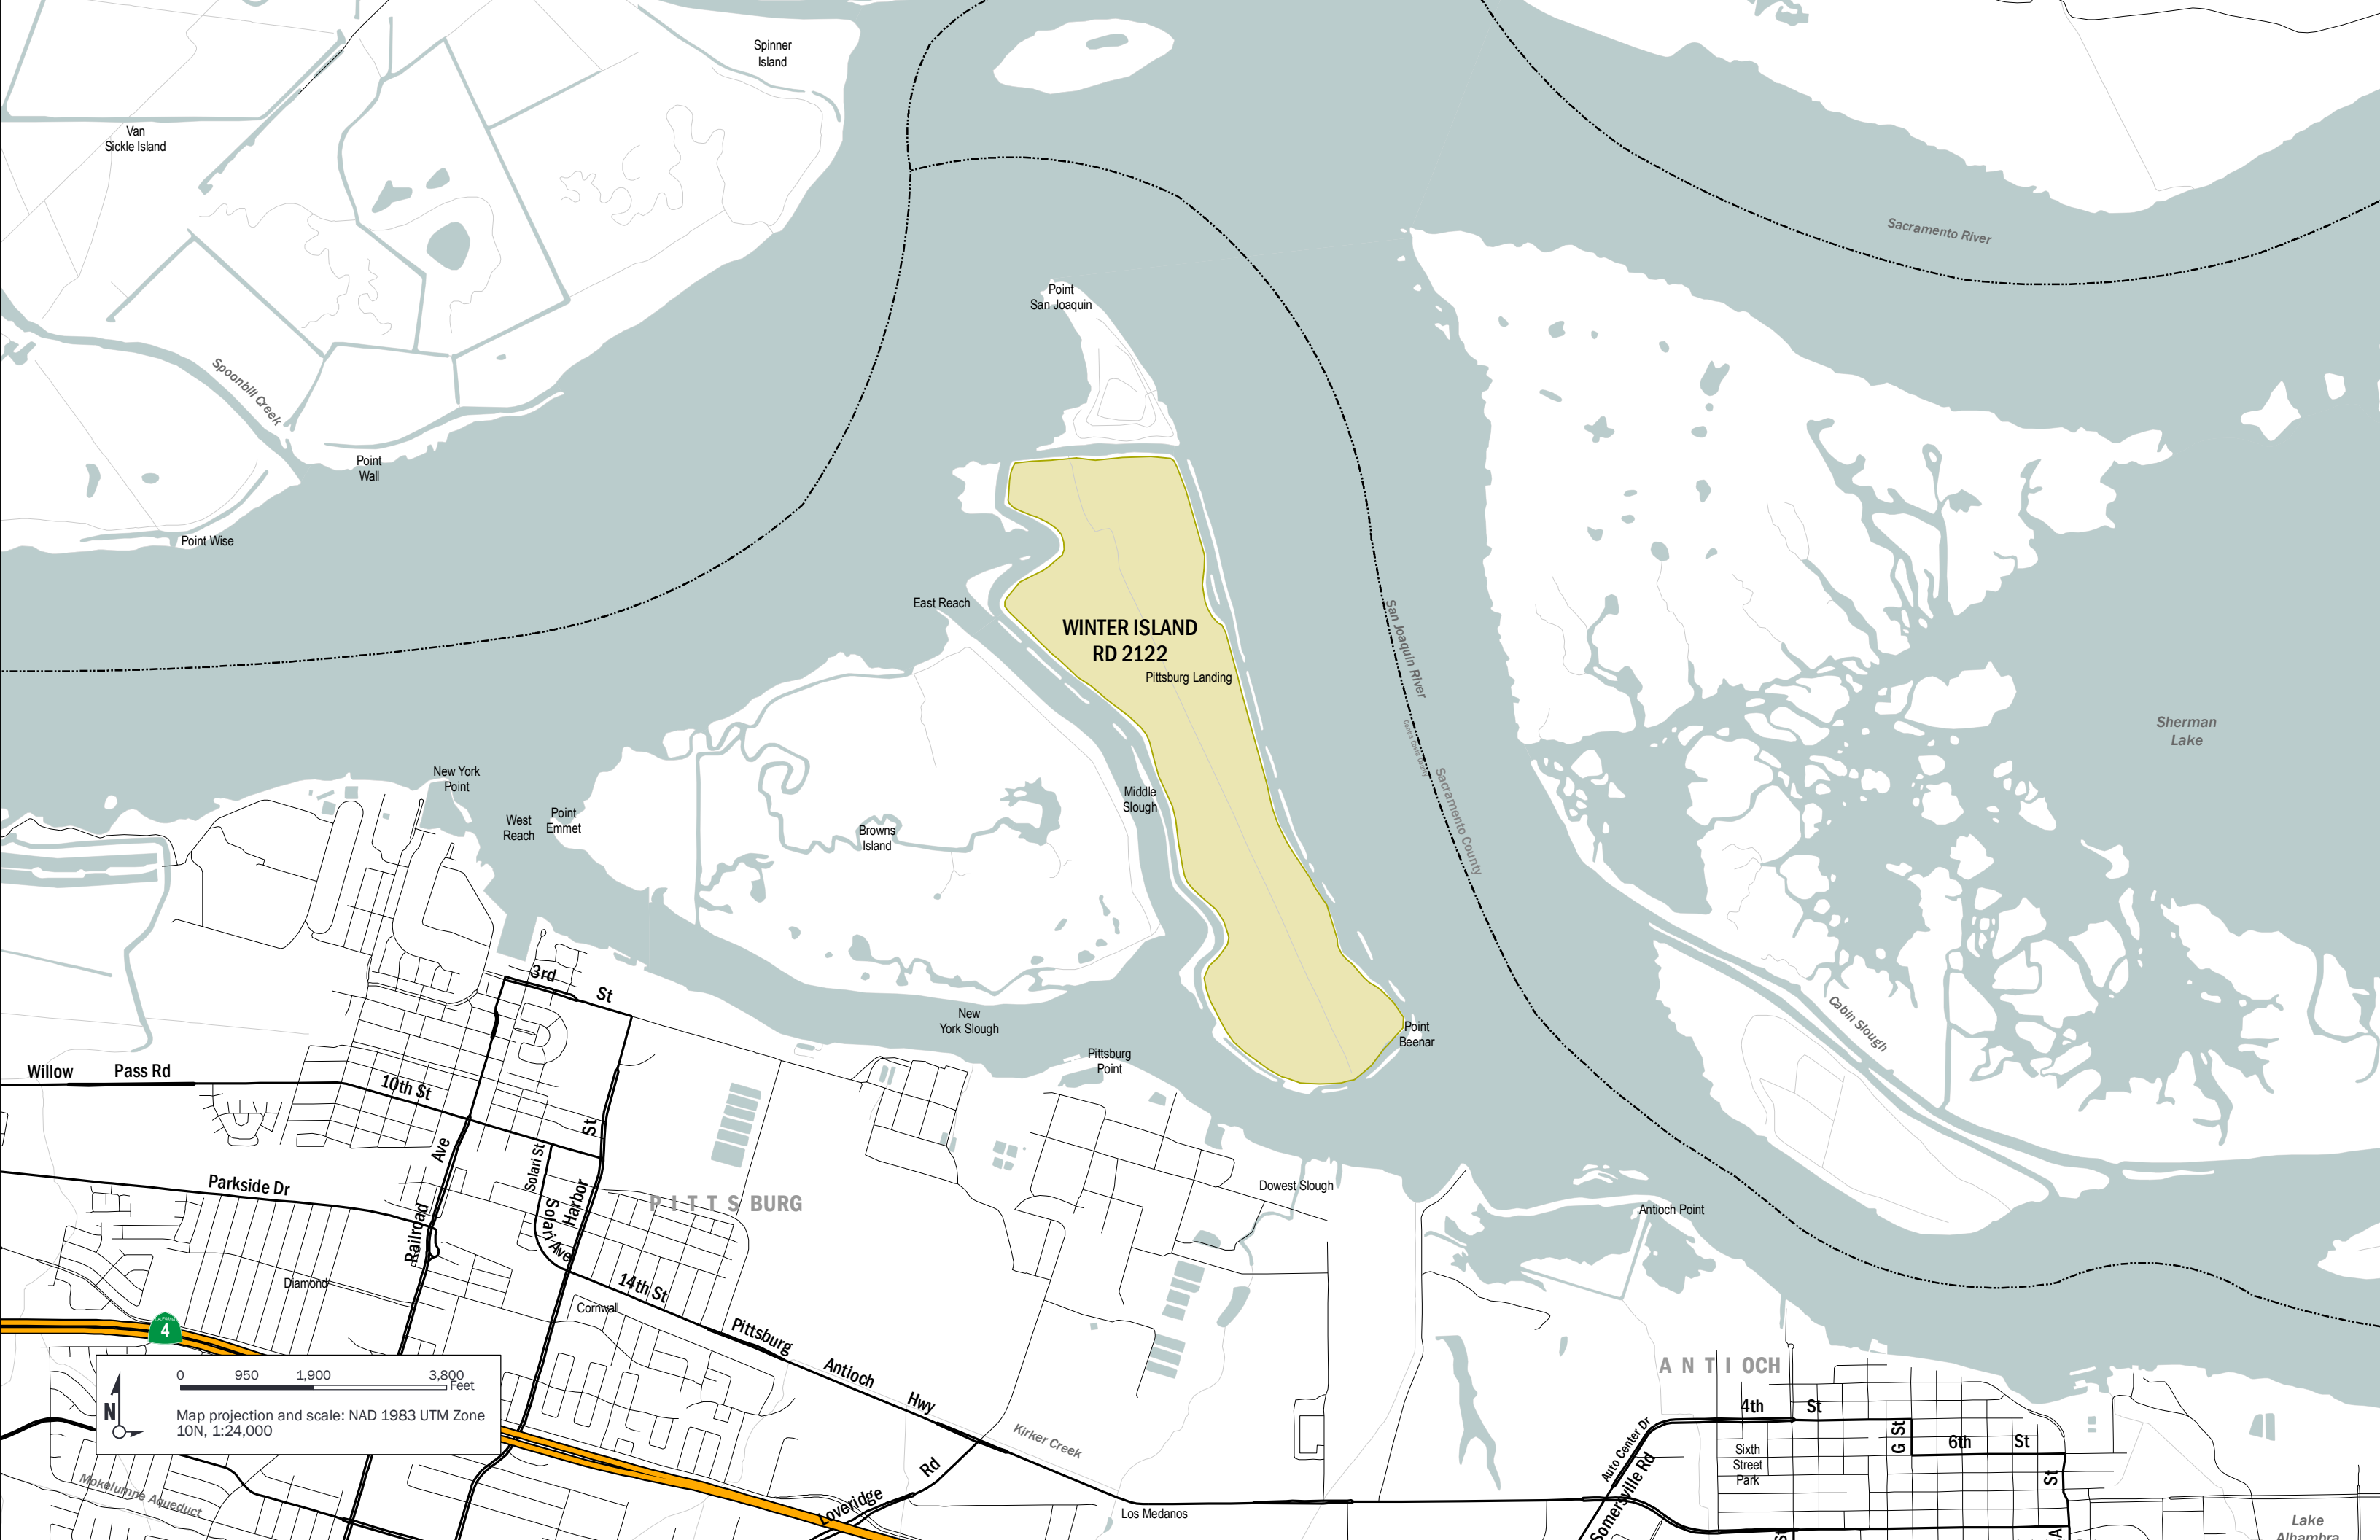 Spinner
Island
Van
Sickle Island
Sacramento River
Point
San Joaquin
Spoonbill Creek
Point
Wall
Point Wise
East Reach
WINTER ISLAND
RD 2122
Pittsburg Landing
San Joaquin River
Contra Costa County
Sacramento County
Sherman
Lake
New York
Point
West
Reach
Point
Emmet
Middle
Slough
Browns
Island
3rd St
New
York Slough
Point
Beenar
Cabin Slough
Pittsburg
Point
Willow Pass Rd
10th St
Railroad Ave
Solari St
Solari Ave
Harbor St
Parkside Dr
PITTSBURG
Dowest Slough
Antioch Point
Diamond
Cornwall
14th St
CALIFORNIA
4
Pittsburg Antioch Hwy
ANTIOCH
0 950 1,900 3,800
Feet
N
Map projection and scale: NAD 1983 UTM Zone
10N, 1:24,000
Mokelumne Aqueduct
Kirker Creek
Loveridge Rd
Los Medanos
Auto Center Dr
Somersville Rd
4th St
G St
6th St
Sixth
Street
Park
A St
St
Lake
Alhambra